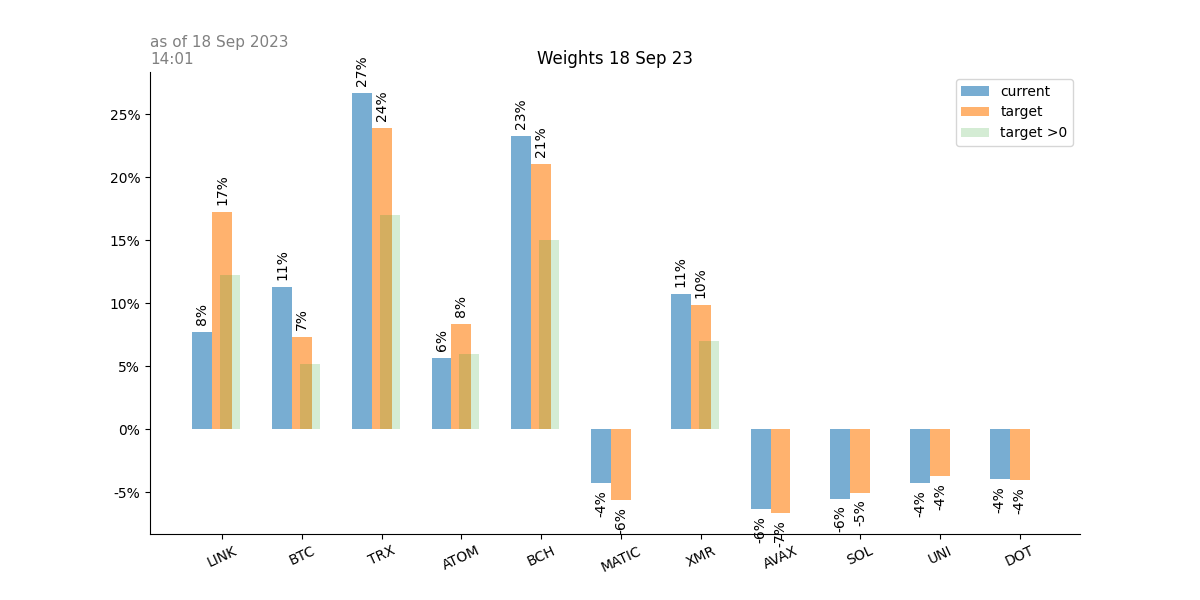 as of 18 Sep 2023
14:01
Weights 18 Sep 23
current
target
target >0
25%
20%
15%
10%
5%
0%
-5%
8%
17%
11%
7%
27%
24%
6%
8%
23%
21%
-4%
-6%
11%
10%
-6%
-7%
-6%
-5%
-4%
-4%
-4%
-4%
LINK
BTC
TRX
ATOM
BCH
MATIC
XMR
AVAX
SOL
UNI
DOT